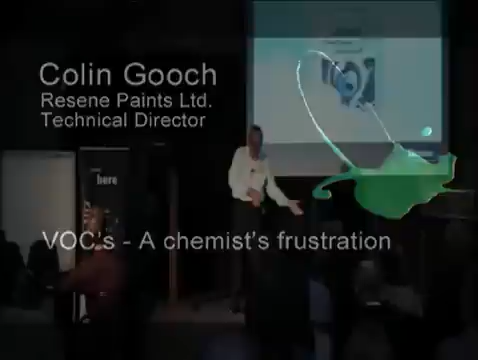 Colin Gooch
Resene Paints Ltd.
Technical Director
here
VOC's - A chemist's frustration